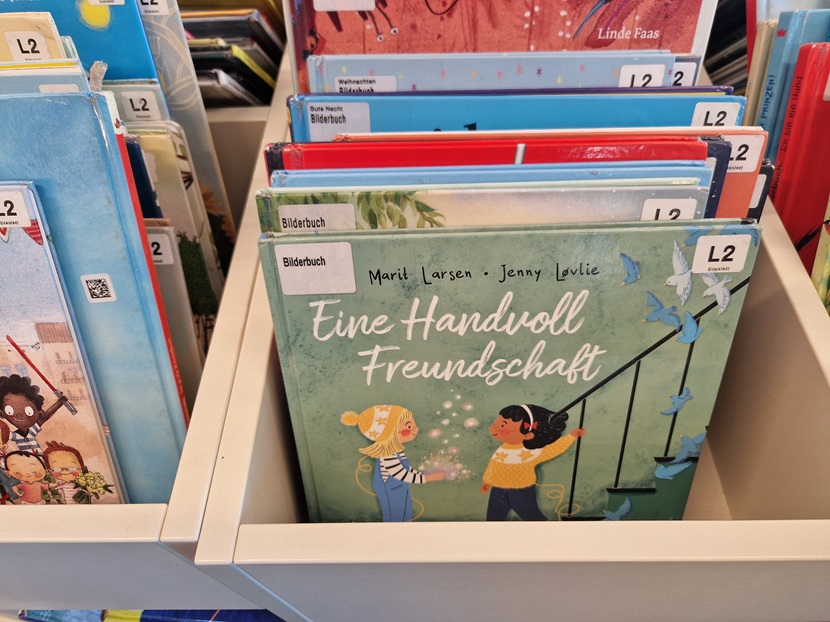 Linde Faas
L2
Weihnachten
Bilderbuch
L2
Gute Nacht
Bilderbuch
L2
L2
Bilderbuch
L2
Bilderbuch
L2
Marit Larsen • Jenny Løvlie
Eine Handvoll
Freundschaft
L2
L2
L2
PRINZEN!